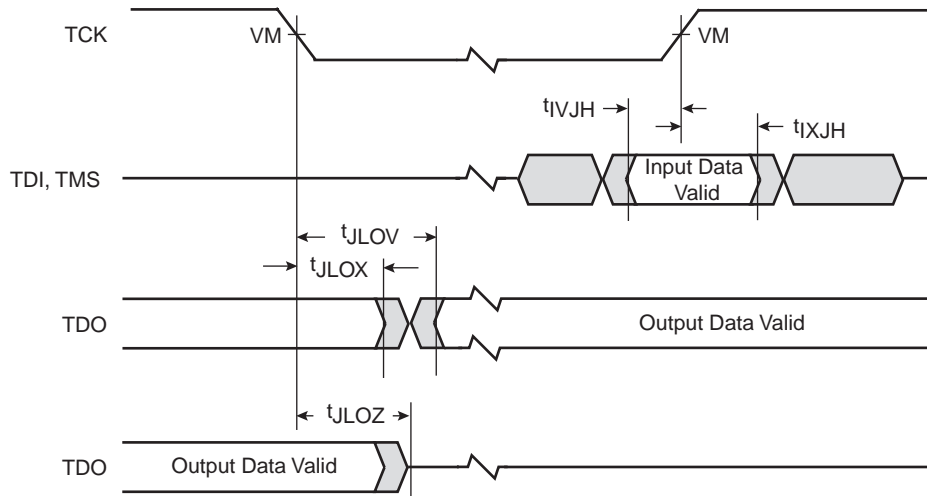 TCK
VM
VM
tIVJH
tIXJH
TDI, TMS
Input Data
Valid
tJLOV
tJLOX
TDO
Output Data Valid
tJLOZ
TDO
Output Data Valid